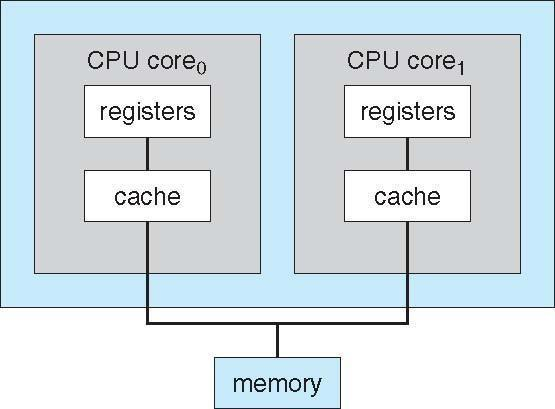 CPU core₀
registers
cache
CPU core₁
registers
cache
memory